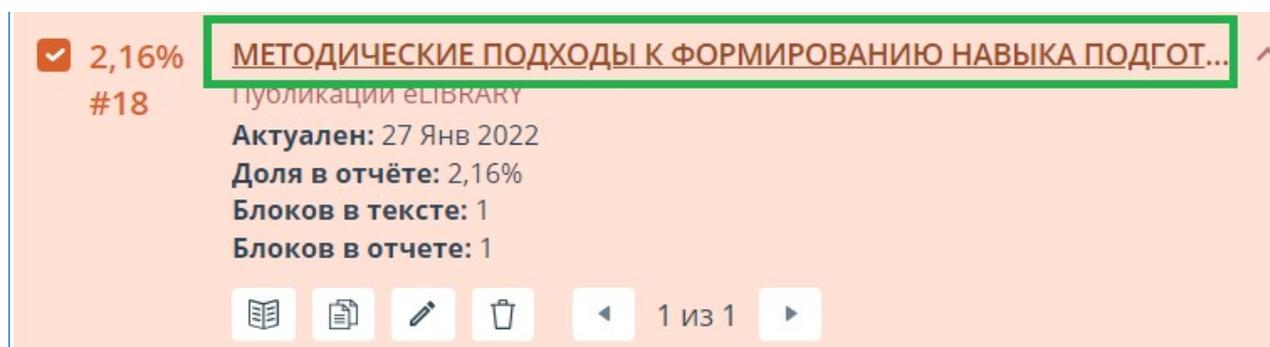 2,16% МЕТОДИЧЕСКИЕ ПОДХОДЫ К ФОРМИРОВАНИЮ НАВЫКА ПОДГОТ...
#18
Публикации eLIBRARY
Актуален: 27 Янв 2022
Доля в отчёте: 2,16%
Блоков в тексте: 1
Блоков в отчете: 1
1 из 1